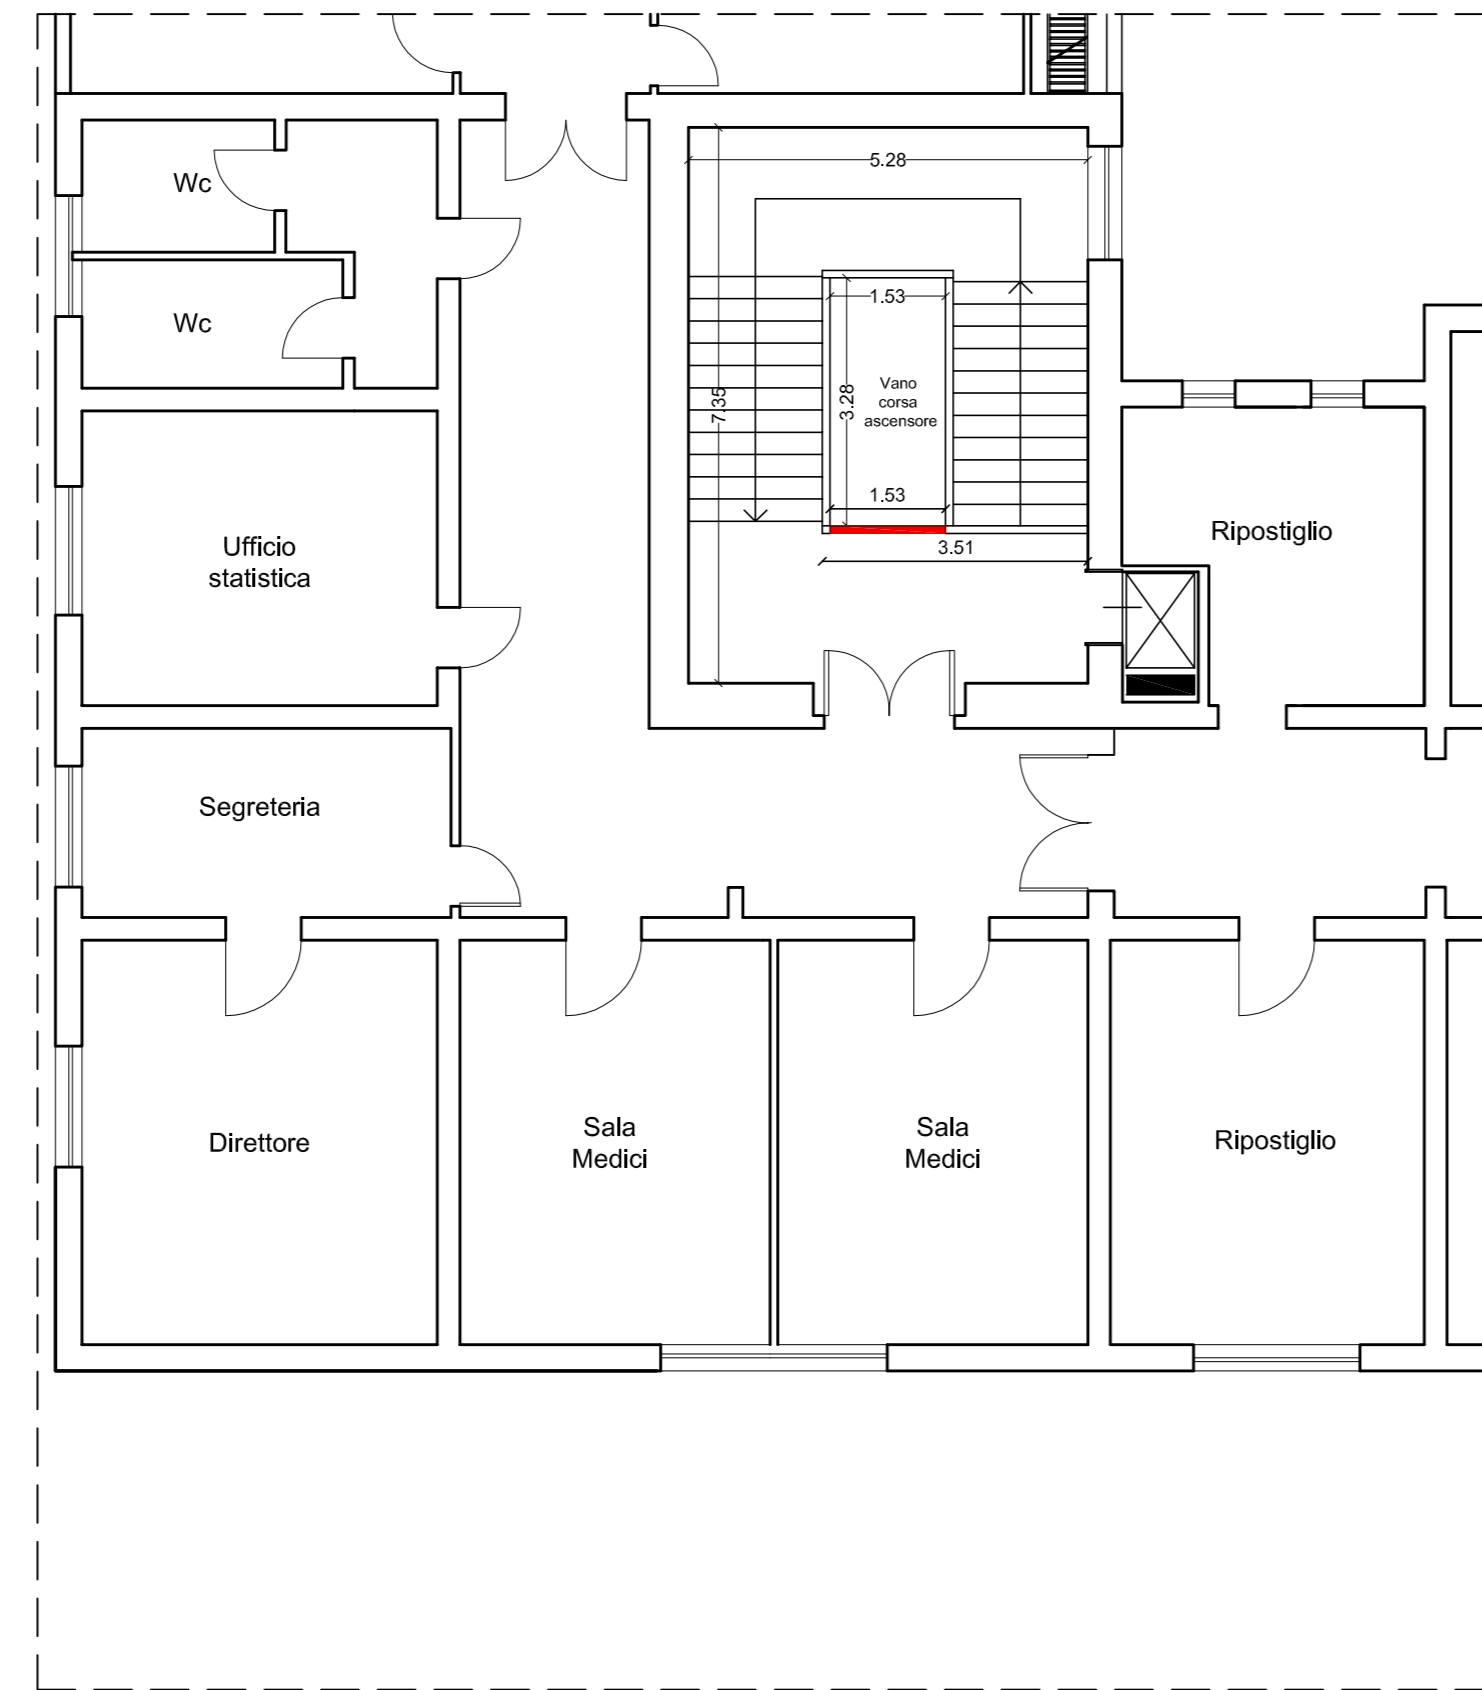 5.28
Wc
1.53
Wc
7.35
3.28
Vano
corsa
ascensore
1.53
Ripostiglio
3.51
Ufficio
statistica
Segreteria
Direttore
Sala
Medici
Sala
Medici
Ripostiglio